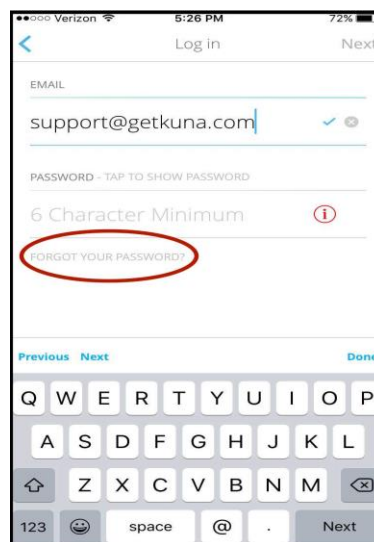 Verizon 5:26 PM 72%
Log in Next
EMAIL
support@getkuna.com
PASSWORD - TAP TO SHOW PASSWORD
6 Character Minimum
FORGOT YOUR PASSWORD?
Previous Next Done
Q W E R T Y U I O P
A S D F G H J K L
Z X C V B N M
123 space @ . Next